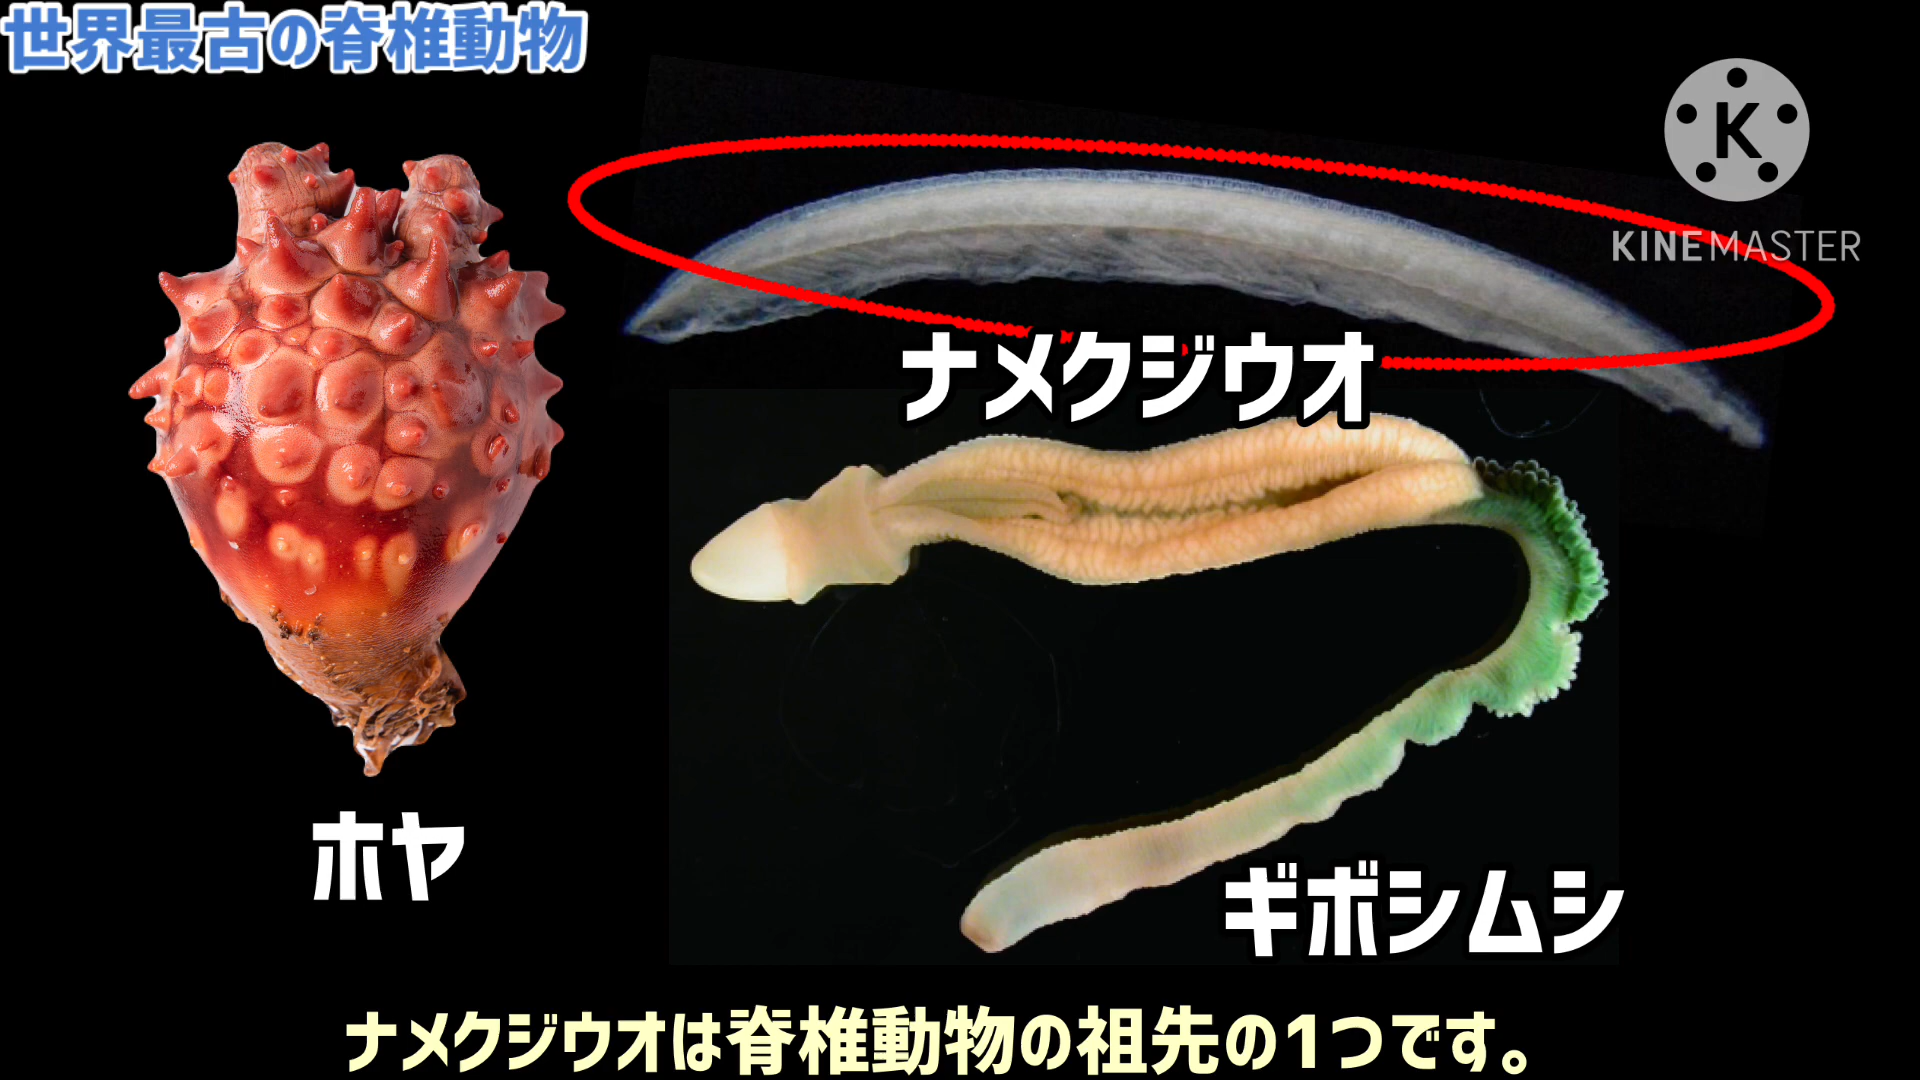 世界最古の脊椎動物
K
KINEMASTER
ナメクジウオ
ホヤ
ギボシムシ
ナメクジウオは脊椎動物の祖先の1つです。